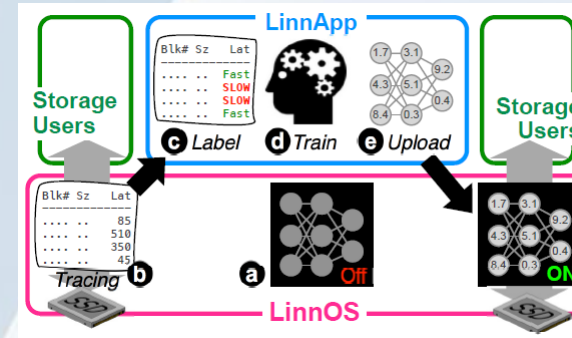 LinnApp
Blk# Sz Lat
.... .. Fast
.... .. SLOW
.... .. SLOW
.... .. Fast
1.7 3.1
9.2
4.3 5.1
0.4
8.4 0.3
c Label
d Train
e Upload
Storage
Users
Storage
Users
Blk# Sz Lat
.... .. 85
.... .. 510
.... .. 350
.... .. 45
Tracing b
a
Off
1.7 3.1
9.2
4.3 5.1
0.4
8.4 0.3
ON
SSD
LinnOS
SSD